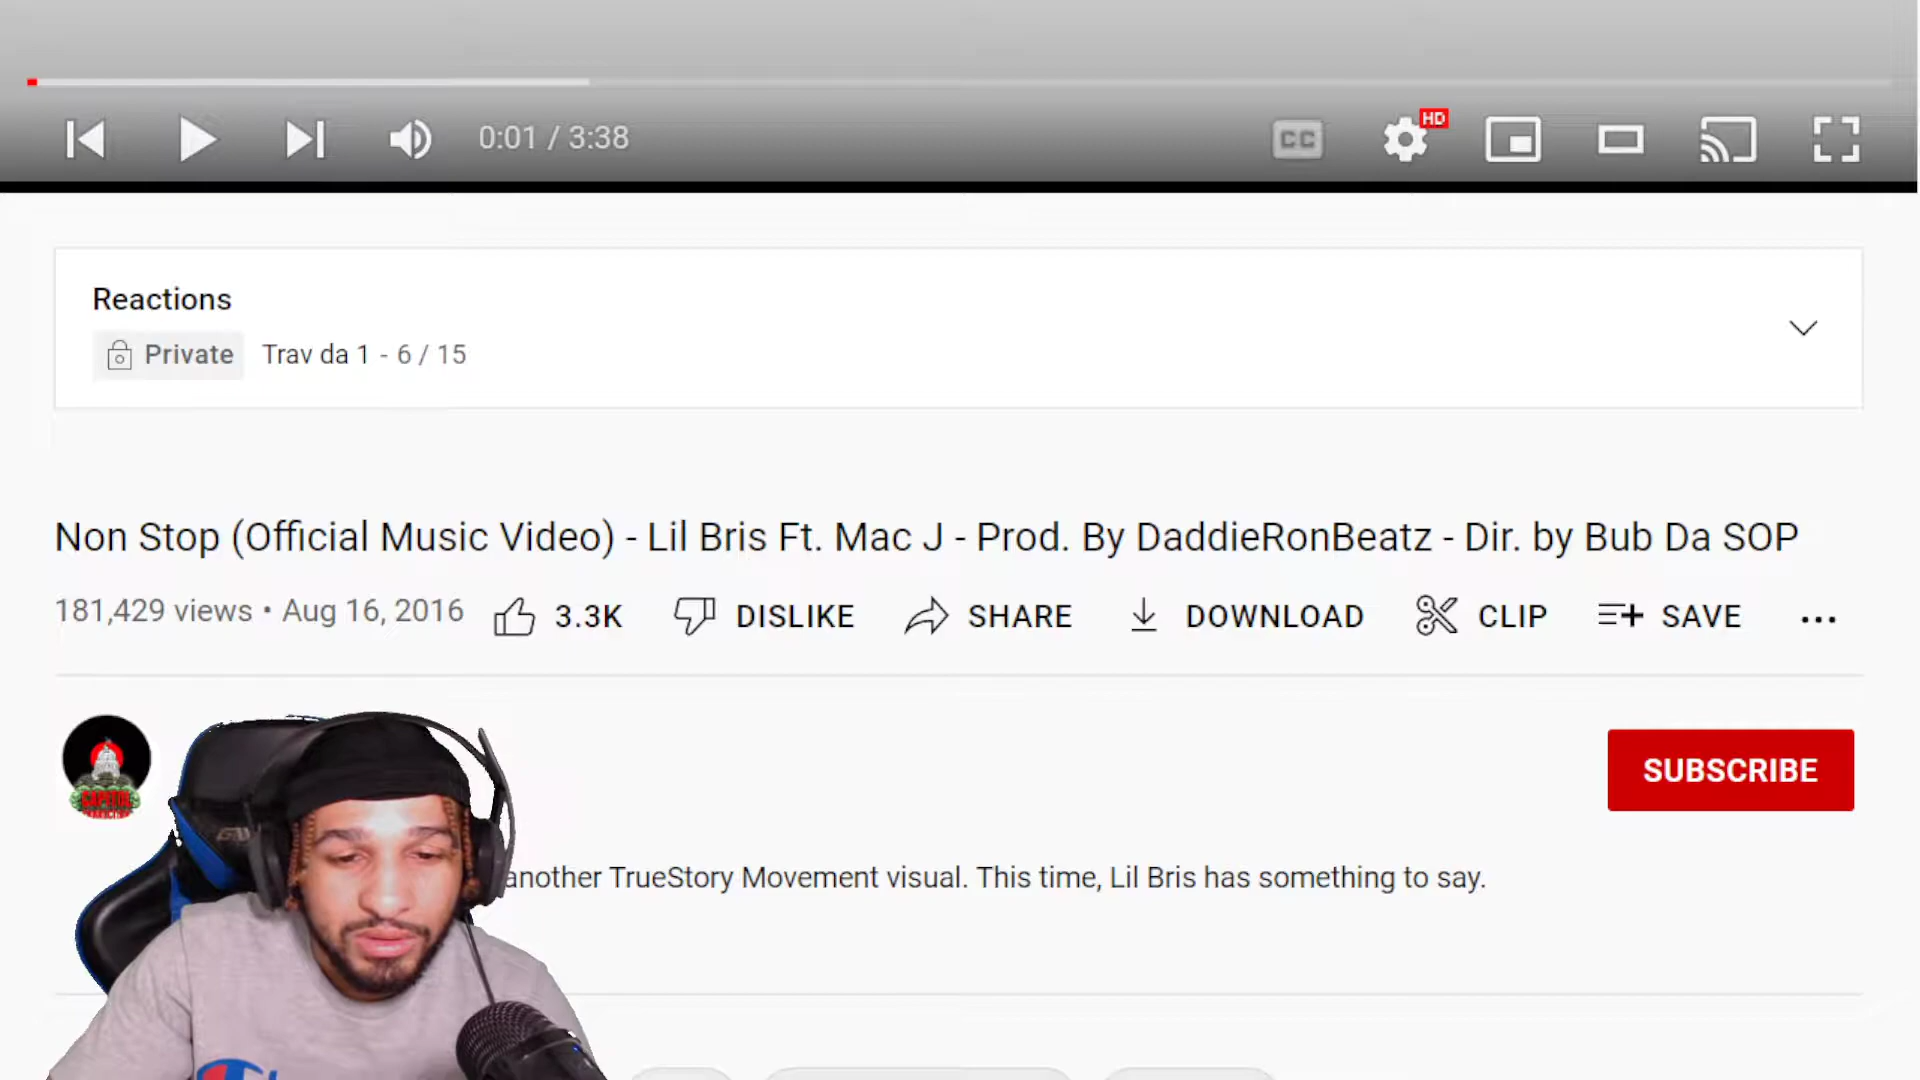 HD
CC
0:01 / 3:38
Reactions
Private Trav da 1 - 6 / 15
Non Stop (Official Music Video) - Lil Bris Ft. Mac J - Prod. By DaddieRonBeatz - Dir. by Bub Da SOP
181,429 views • Aug 16, 2016 3.3K DISLIKE SHARE DOWNLOAD CLIP SAVE ...
SUBSCRIBE
another TrueStory Movement visual. This time, Lil Bris has something to say.